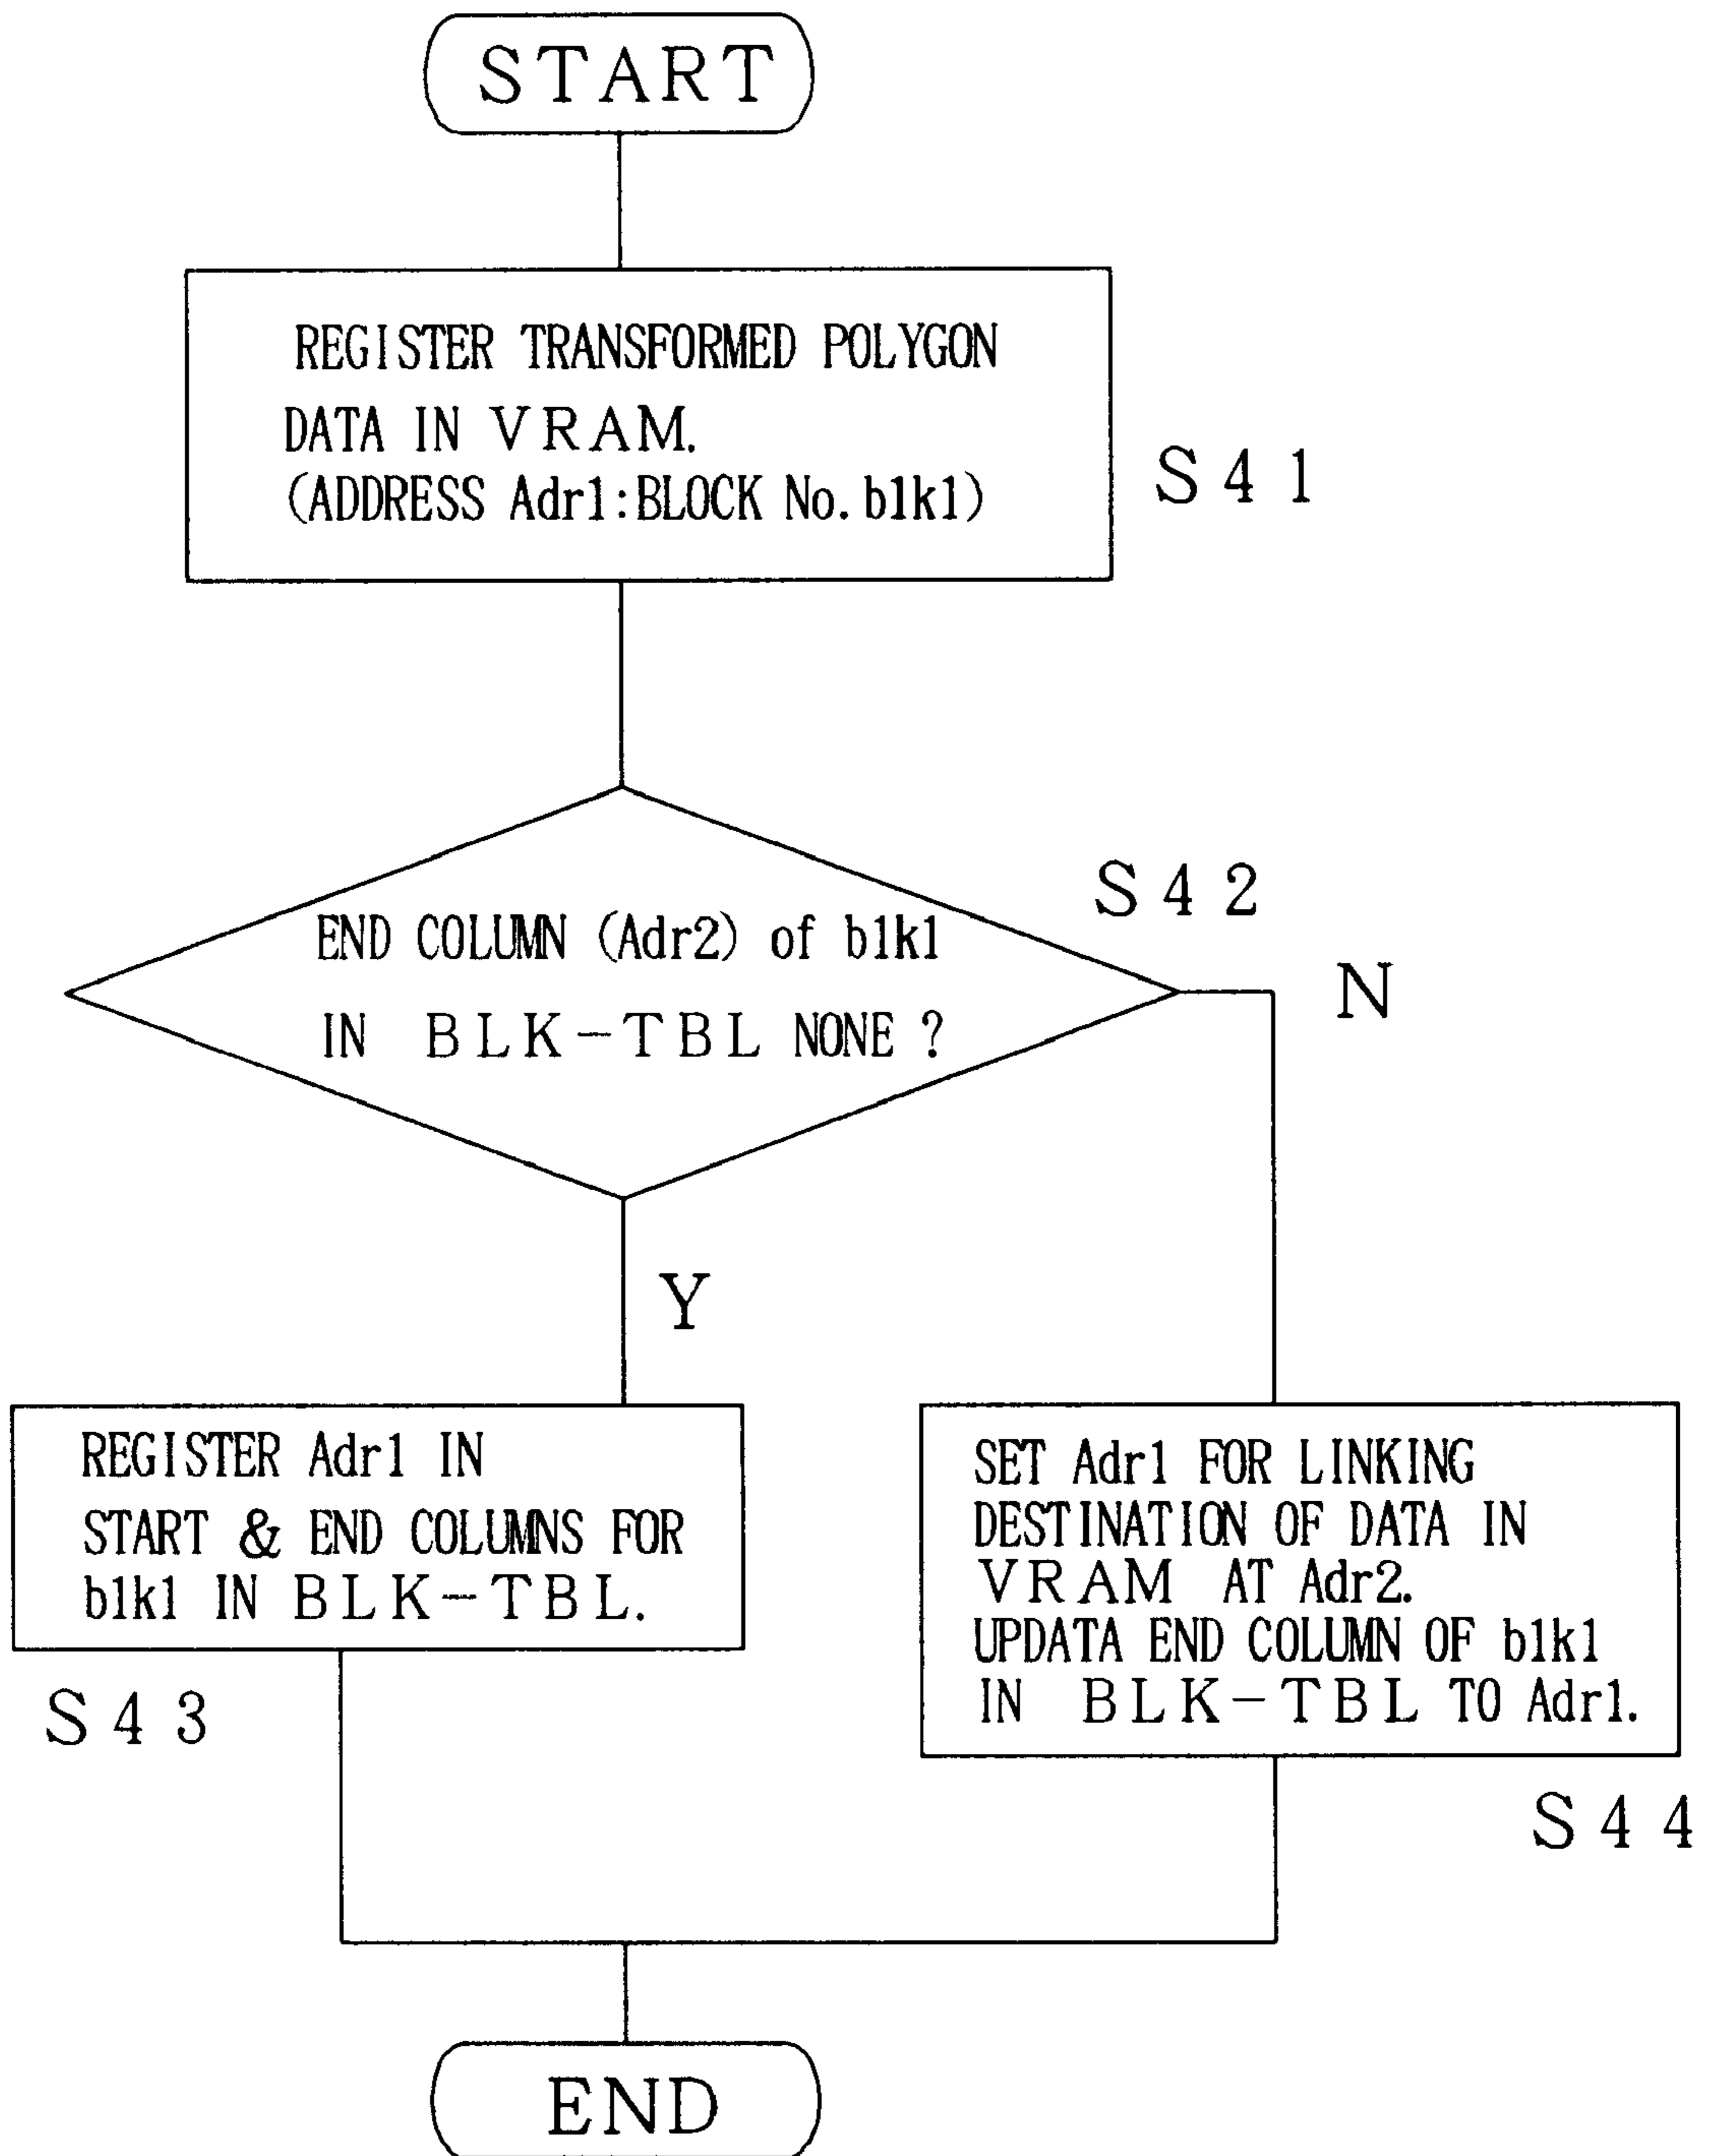 START
REGISTER TRANSFORMED POLYGON
DATA IN VRAM.
(ADDRESS Adr1:BLOCK No.blk1)
S41
S42
END COLUMN (Adr2) of blk1
IN BLK-TBL NONE ?
N
Y
REGISTER Adr1 IN
START & END COLUMNS FOR
blk1 IN BLK-TBL.
S43
SET Adr1 FOR LINKING
DESTINATION OF DATA IN
VRAM AT Adr2.
UPDATA END COLUMN OF blk1
IN BLK-TBL TO Adr1.
S44
END